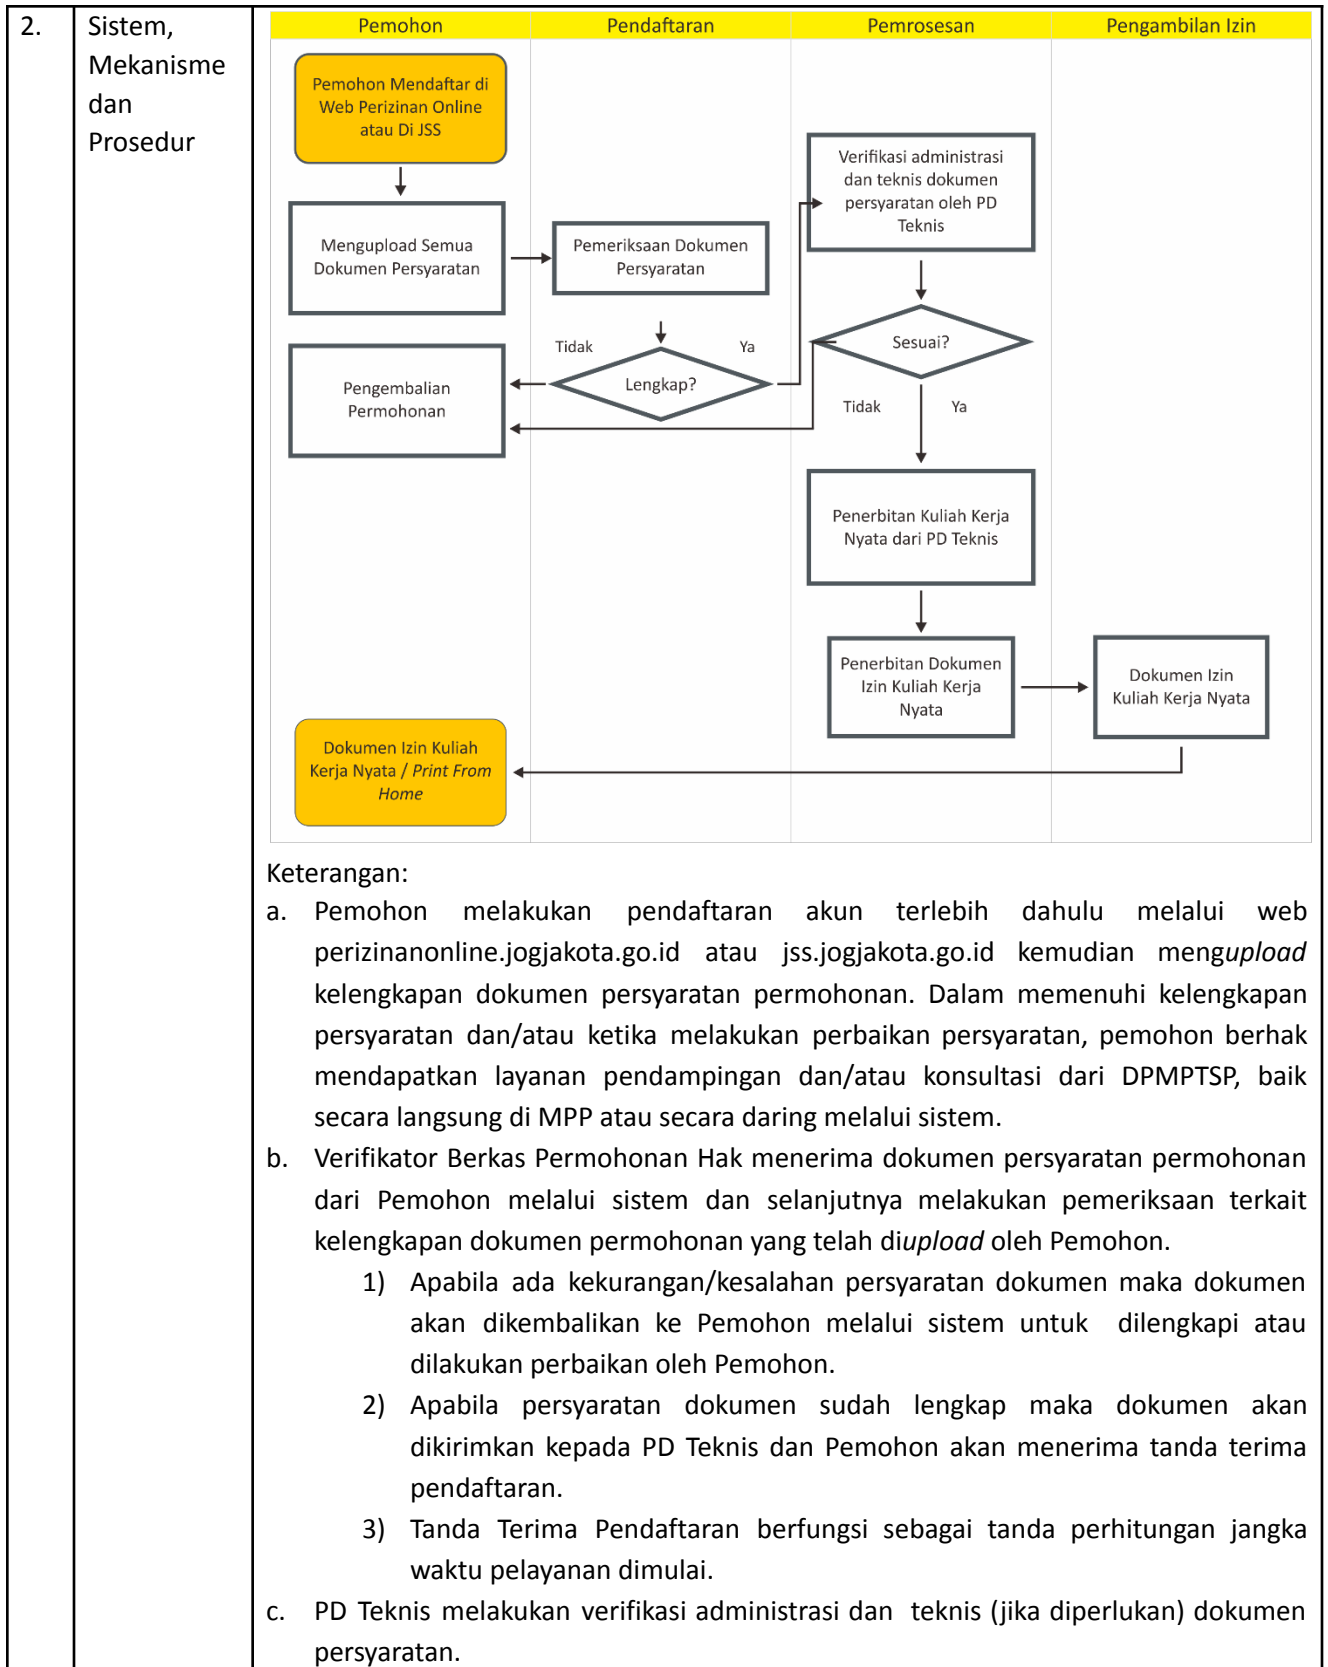 2.
Sistem,
Mekanisme
dan
Prosedur
Pemohon
Pendaftaran
Pemrosesan
Pengambilan Izin
Pemohon Mendaftar di
Web Perizinan Online
atau Di JSS
Mengupload Semua
Dokumen Persyaratan
Pemeriksaan Dokumen
Persyaratan
Verifikasi administrasi
dan teknis dokumen
persyaratan oleh PD
Teknis
Tidak
Ya
Lengkap?
Sesuai?
Pengembalian
Permohonan
Tidak
Ya
Penerbitan Kuliah Kerja
Nyata dari PD Teknis
Penerbitan Dokumen
Izin Kuliah Kerja
Nyata
Dokumen Izin
Kuliah Kerja Nyata
Dokumen Izin Kuliah
Kerja Nyata / Print From
Home
Keterangan:
a. Pemohon melakukan pendaftaran akun terlebih dahulu melalui web
perizinanonline.jogjakota.go.id atau jss.jogjakota.go.id kemudian mengupload
kelengkapan dokumen persyaratan permohonan. Dalam memenuhi kelengkapan
persyaratan dan/atau ketika melakukan perbaikan persyaratan, pemohon berhak
mendapatkan layanan pendampingan dan/atau konsultasi dari DPMPTSP, baik
secara langsung di MPP atau secara daring melalui sistem.
b. Verifikator Berkas Permohonan Hak menerima dokumen persyaratan permohonan
dari Pemohon melalui sistem dan selanjutnya melakukan pemeriksaan terkait
kelengkapan dokumen permohonan yang telah diupload oleh Pemohon.
1) Apabila ada kekurangan/kesalahan persyaratan dokumen maka dokumen
akan dikembalikan ke Pemohon melalui sistem untuk dilengkapi atau
dilakukan perbaikan oleh Pemohon.
2) Apabila persyaratan dokumen sudah lengkap maka dokumen akan
dikirimkan kepada PD Teknis dan Pemohon akan menerima tanda terima
pendaftaran.
3) Tanda Terima Pendaftaran berfungsi sebagai tanda perhitungan jangka
waktu pelayanan dimulai.
c. PD Teknis melakukan verifikasi administrasi dan teknis (jika diperlukan) dokumen
persyaratan.